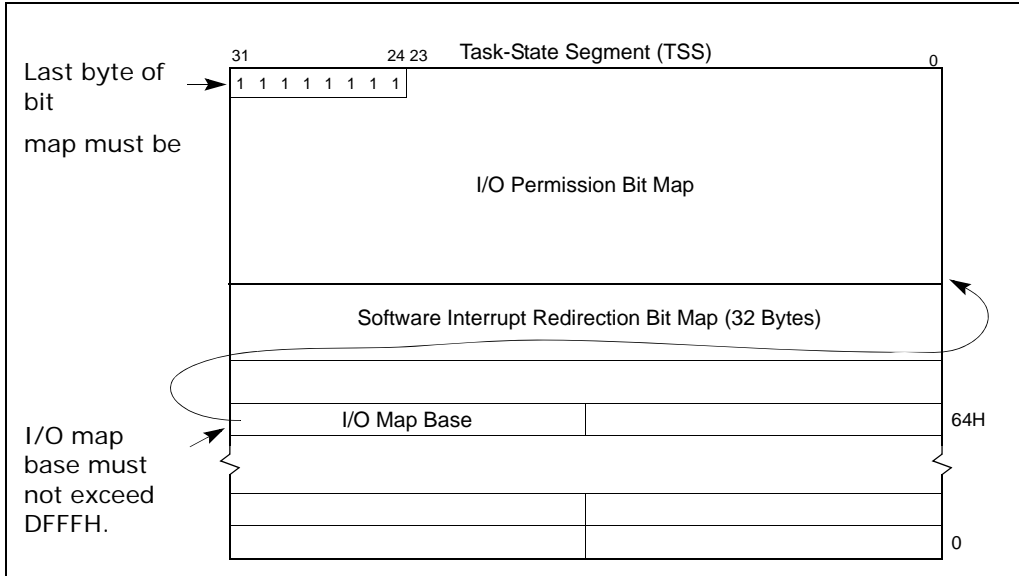 Task-State Segment (TSS)
31
24 23
0
Last byte of
bit
map must be
1 1 1 1 1 1 1 1
I/O Permission Bit Map
Software Interrupt Redirection Bit Map (32 Bytes)
I/O Map Base
64H
I/O map
base must
not exceed
DFFFH.
0